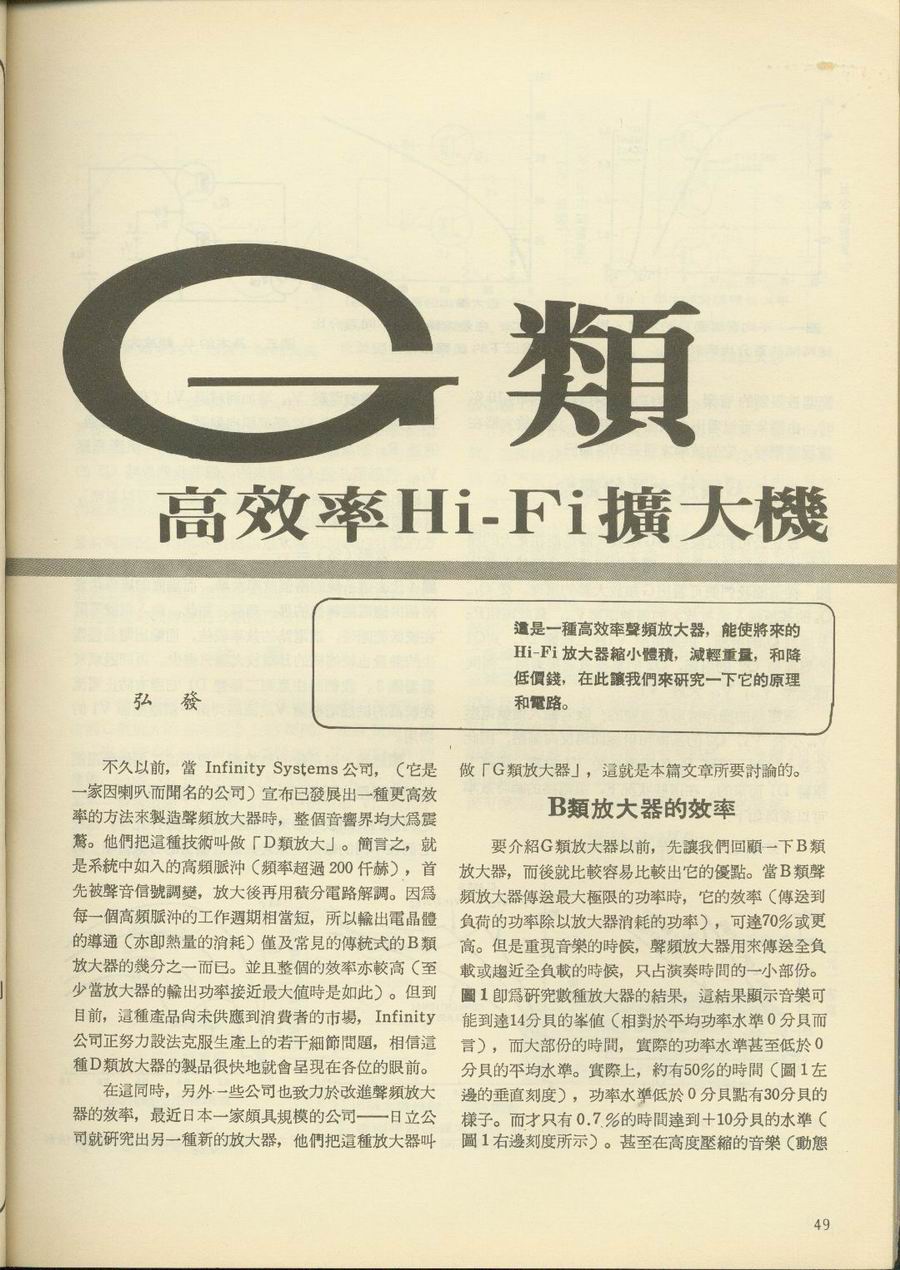 G類
高效率Hi-Fi擴大機
這是一種高效率聲頻放大器，能使將來的
Hi-Fi 放大器縮小體積，減輕重量，和降
低價錢，在此讓我們來硏究一下它的原理
和電路。
弘　發
不久以前，當 Infinity Systems 公司，（它是
一家因喇叭而聞名的公司）宣布已發展出一種更高效
率的方法來製造聲頻放大器時，整個音響界均大爲震
驚。他們把這種技術叫做「D類放大」。簡言之，就
是系統中如入的高頻脈沖（頻率超過 200 仟赫），首
先被聲音信號調變，放大後再用積分電路解調。因爲
每一個高頻脈沖的工作週期相當短，所以輸出電晶體
的導通（亦卽熱量的消耗）僅及常見的傳統式的B類
放大器的幾分之一而已。並且整個的效率亦較高（至
少當放大器的輸出功率接近最大值時是如此）。但到
目前，這種產品尙未供應到消費者的市場，Infinity
公司正努力設法克服生產上的若干細節問題，相信這
種D類放大器的製品很快地就會呈現在各位的眼前。
在這同時，另外一些公司也致力於改進聲頻放大
器的效率，最近日本一家頗具規模的公司——日立公
司就硏究出另一種新的放大器，他們把這種放大器叫
做「G類放大器」，這就是本篇文章所要討論的。
B類放大器的效率
要介紹G類放大器以前，先讓我們回顧一下B類
放大器，而後就比較容易比較出它的優點。當B類聲
頻放大器傳送最大極限的功率時，它的效率（傳送到
負荷的功率除以放大器消耗的功率），可達70%或更
高。但是重現音樂的時候，聲頻放大器用來傳送全負
載或趨近全負載的時候，只占演奏時間的一小部份。
圖1卽爲硏究數種放大器的結果，這結果顯示音樂可
能到達14分貝的峯値（相對於平均功率水準0分貝而
言），而大部份的時間，實際的功率水準甚至低於0
分貝的平均水準。實際上，約有50%的時間（圖1左
邊的垂直刻度），功率水準低於0分貝點有30分貝的
樣子。而才只有0.7%的時間達到＋10分貝的水準（
圖1右邊刻度所示）。甚至在高度壓縮的音樂（動態
49